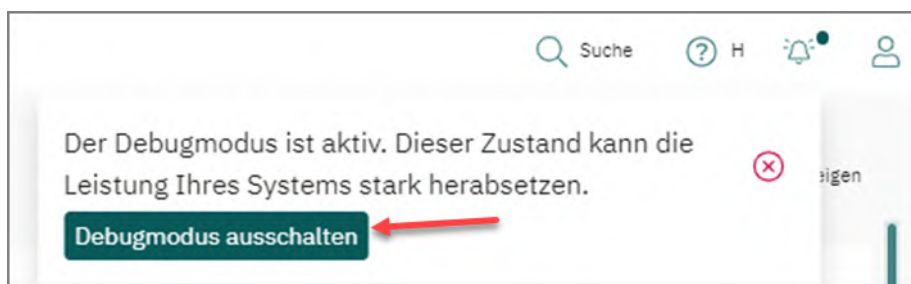 Suche H
Der Debugmodus ist aktiv. Dieser Zustand kann die
Leistung Ihres Systems stark herabsetzen.
eigen
Debugmodus ausschalten